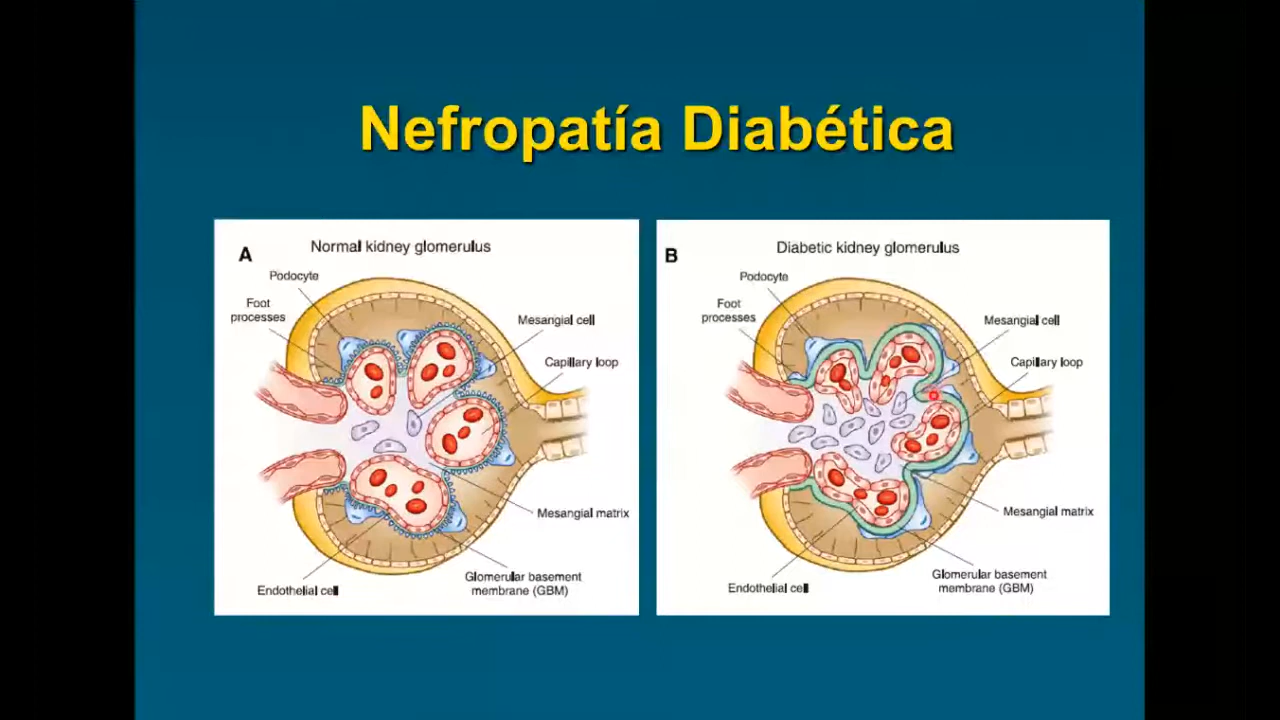 Nefropatía Diabética
A
Normal kidney glomerulus
Podocyte
Foot
processes
Mesangial cell
Capillary loop
Mesangial matrix
Glomerular basement
membrane (GBM)
Endothelial cell
B
Diabetic kidney glomerulus
Podocyte
Foot
processes
Mesangial cell
Capillary loop
Mesangial matrix
Glomerular basement
membrane (GBM)
Endothelial cell